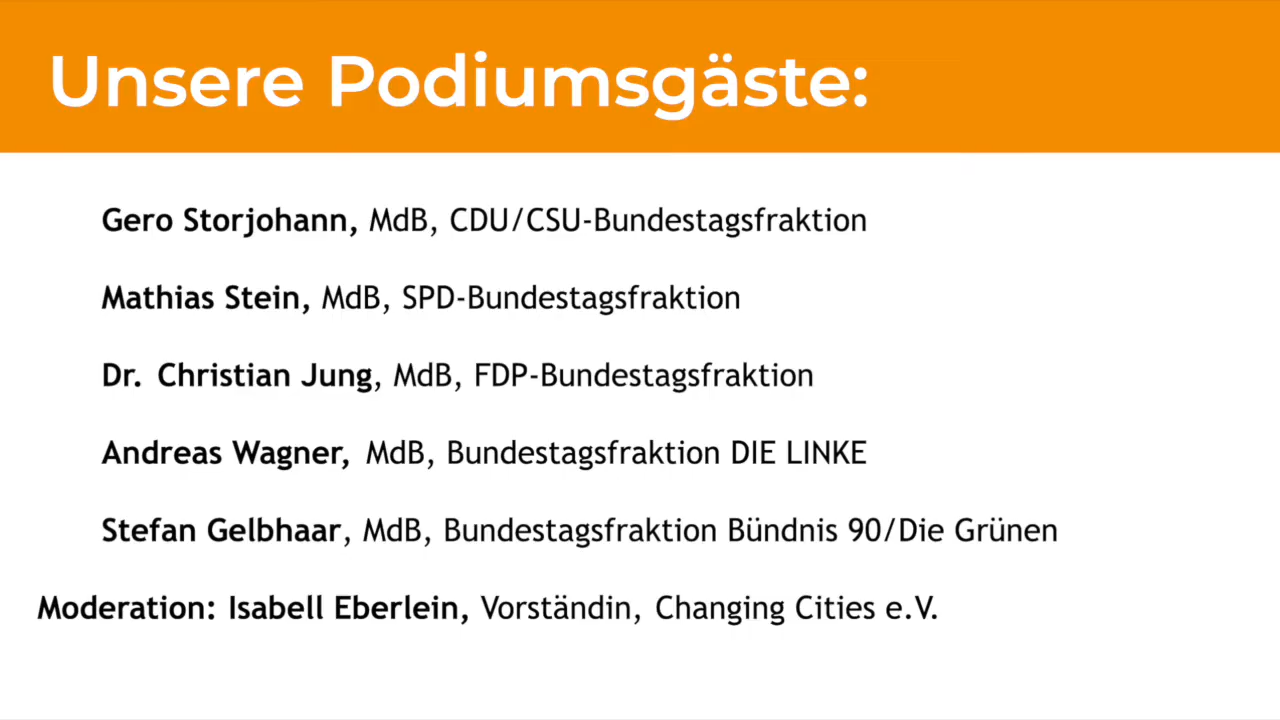 Unsere Podiumsgäste:
Gero Storjohann, MdB, CDU/CSU-Bundestagsfraktion
Mathias Stein, MdB, SPD-Bundestagsfraktion
Dr. Christian Jung, MdB, FDP-Bundestagsfraktion
Andreas Wagner, MdB, Bundestagsfraktion DIE LINKE
Stefan Gelbhaar, MdB, Bundestagsfraktion Bündnis 90/Die Grünen
Moderation: Isabell Eberlein, Vorständin, Changing Cities e.V.